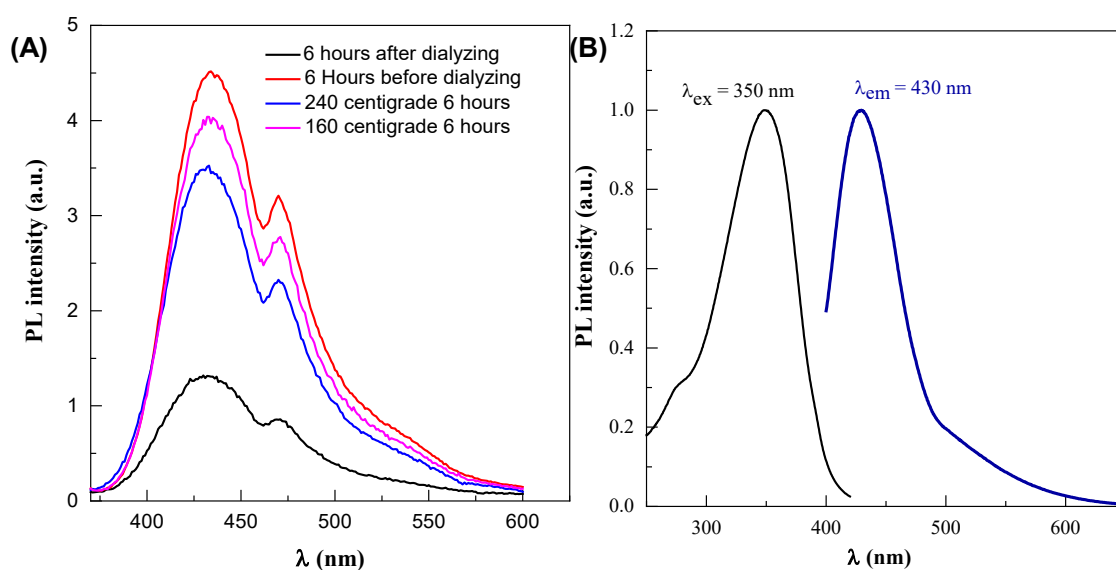 (A)
6 hours after dialyzing
6 Hours before dialyzing
240 centigrade 6 hours
160 centigrade 6 hours
PL intensity (a.u.)
5
4
3
2
1
0
400 450 500 550 600
λ (nm)
(B)
λex = 350 nm
λem = 430 nm
PL intensity (a.u.)
1.2
1.0
0.8
0.6
0.4
0.2
0.0
300 400 500 600
λ (nm)